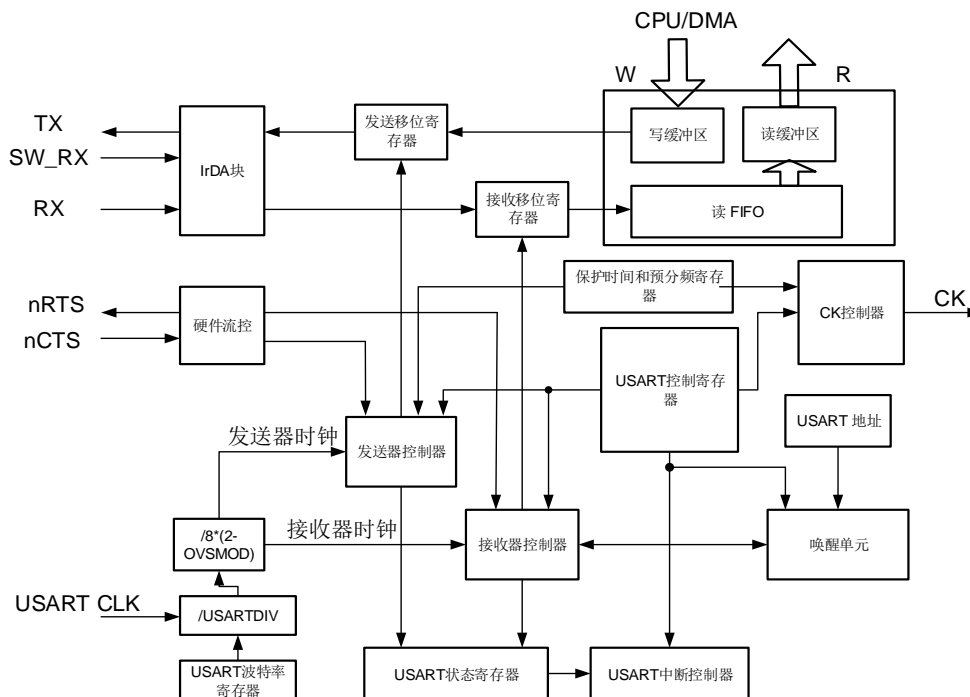 CPU/DMA
W
R
TX
SW_RX
RX
IrDA块
发送移位寄
存器
写缓冲区
读缓冲区
接收移位寄
存器
读 FIFO
nRTS
nCTS
硬件流控
保护时间和预分频寄存
器
CK控制器
CK
USART控制寄存
器
USART 地址
发送器时钟
发送器控制器
/8*(2-
OVSMOD)
接收器时钟
接收器控制器
唤醒单元
USART CLK
/USARTDIV
USART波特率
寄存器
USART状态寄存器
USART中断控制器